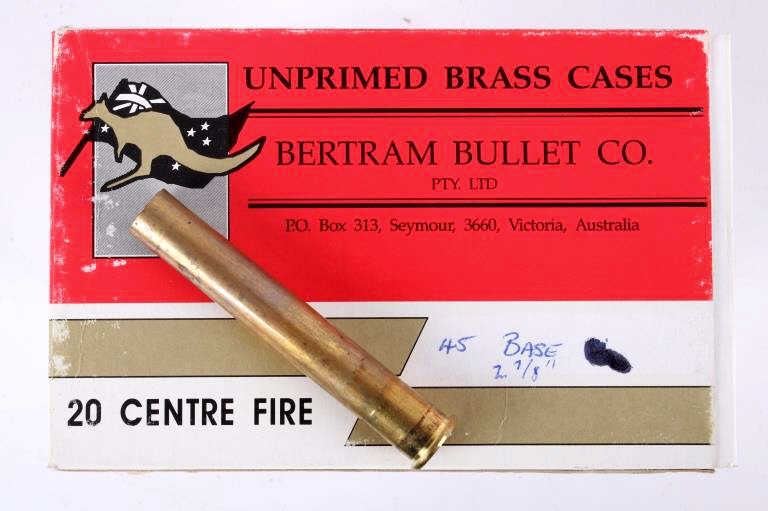 UNPRIMED BRASS CASES
BERTRAM BULLET CO.
PTY. LTD
P.O. Box 313, Seymour, 3660, Victoria, Australia
45 BASE
2 7/8"
20 CENTRE FIRE